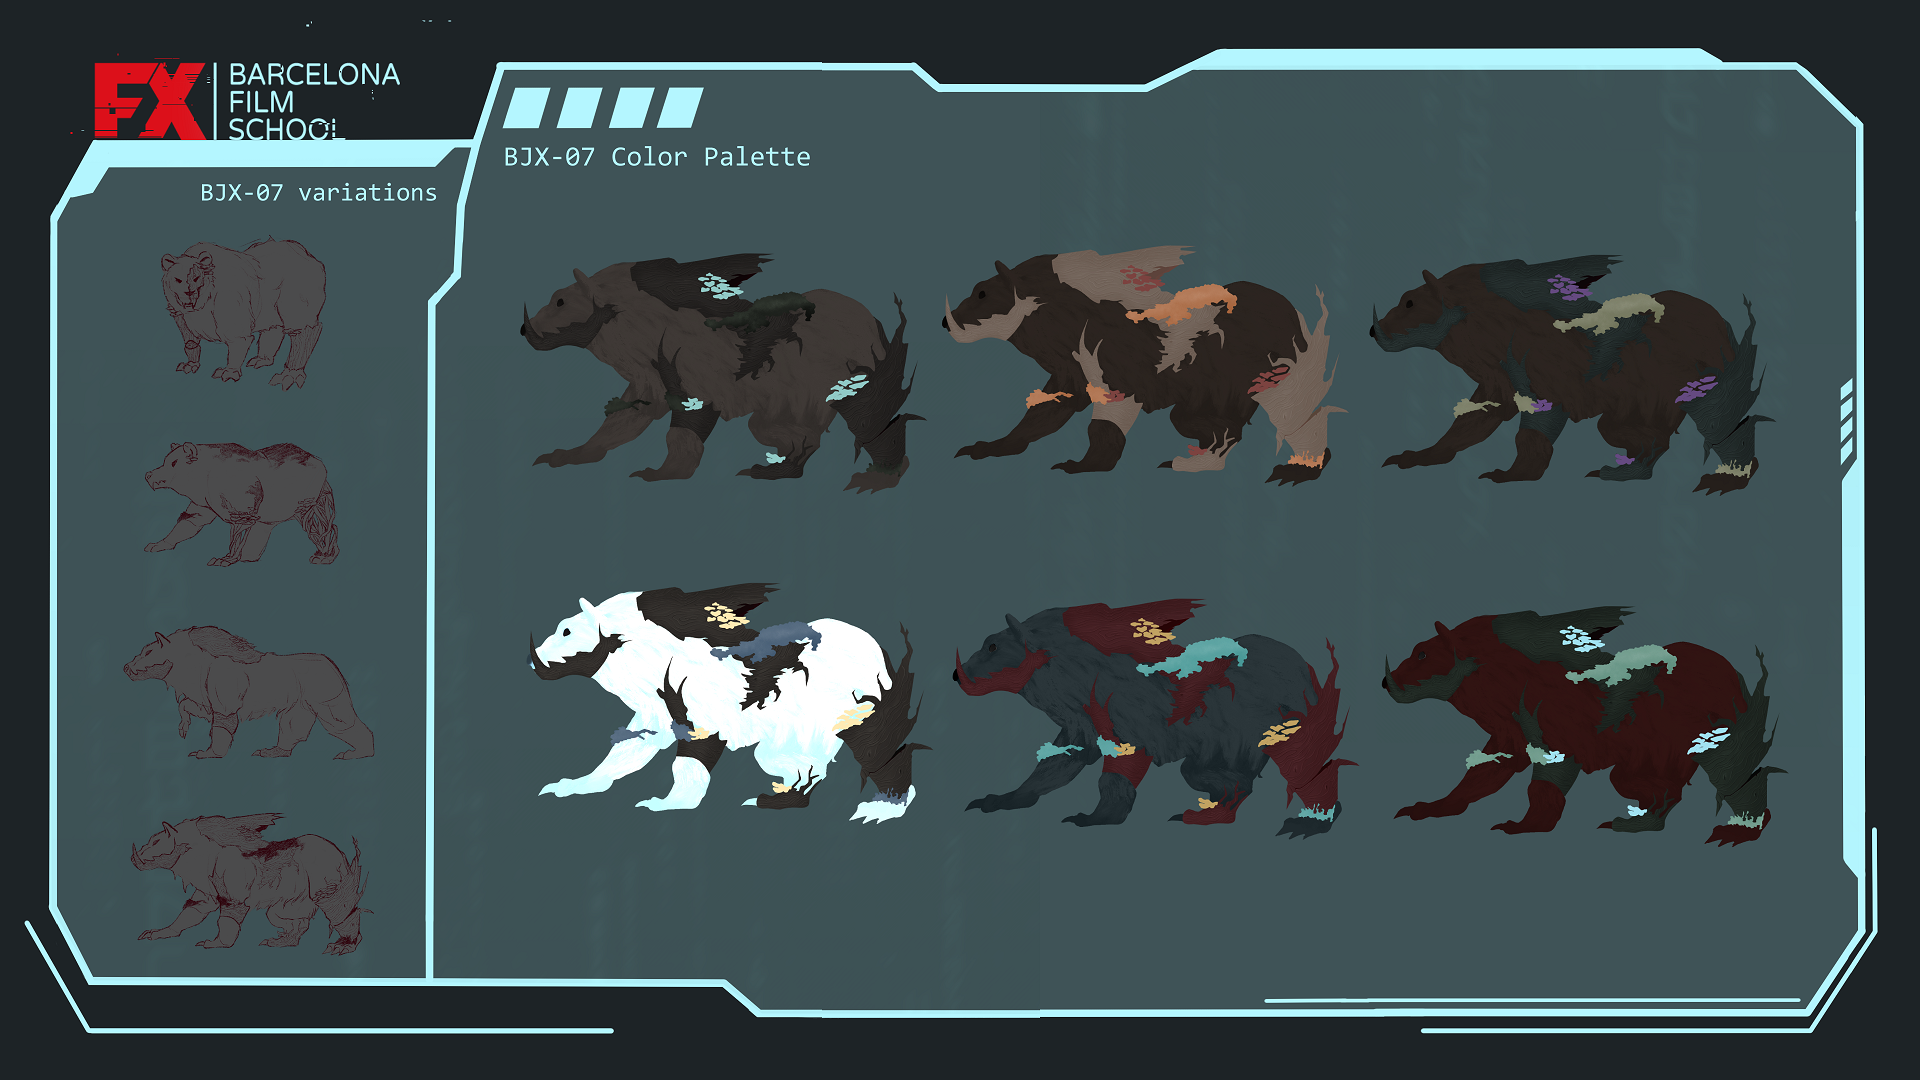 FX
BARCELONA
FILM
SCHOOL
BJX-07 variations
BJX-07 Color Palette